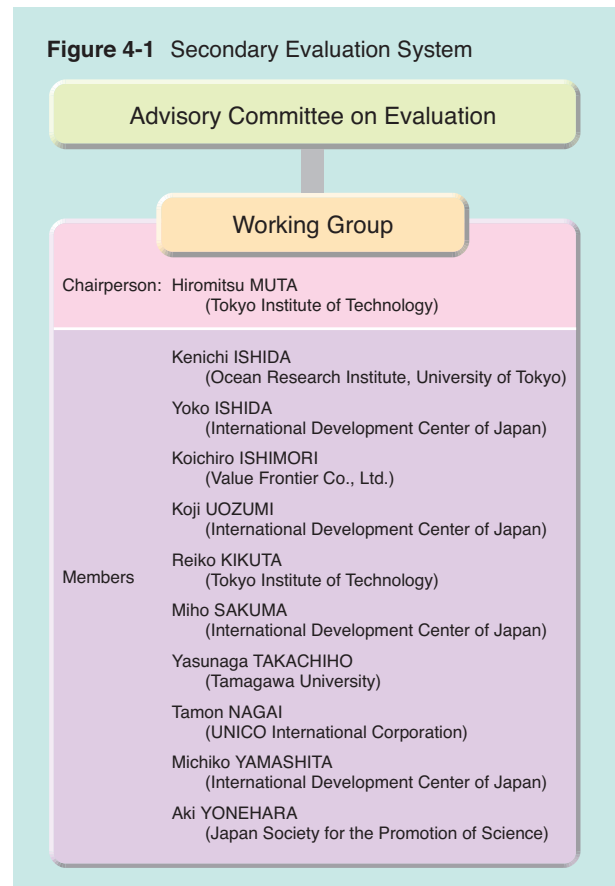 Figure 4-1 Secondary Evaluation System
Advisory Committee on Evaluation
Working Group
Chairperson: Hiromitsu MUTA
(Tokyo Institute of Technology)
Members
Kenichi ISHIDA
(Ocean Research Institute, University of Tokyo)
Yoko ISHIDA
(International Development Center of Japan)
Koichiro ISHIMORI
(Value Frontier Co., Ltd.)
Koji UOZUMI
(International Development Center of Japan)
Reiko KIKUTA
(Tokyo Institute of Technology)
Miho SAKUMA
(International Development Center of Japan)
Yasunaga TAKACHIHO
(Tamagawa University)
Tamon NAGAI
(UNICO International Corporation)
Michiko YAMASHITA
(International Development Center of Japan)
Aki YONEHARA
(Japan Society for the Promotion of Science)